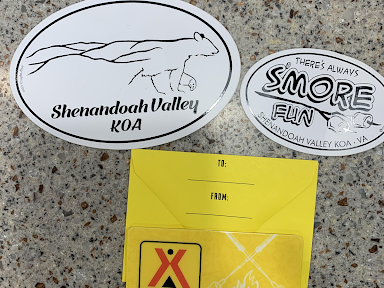 Shenandoah Valley
KOA
THERE'S ALWAYS
S'MORE
FUN
SHENANDOAH VALLEY KOA - VA
TO:
FROM: